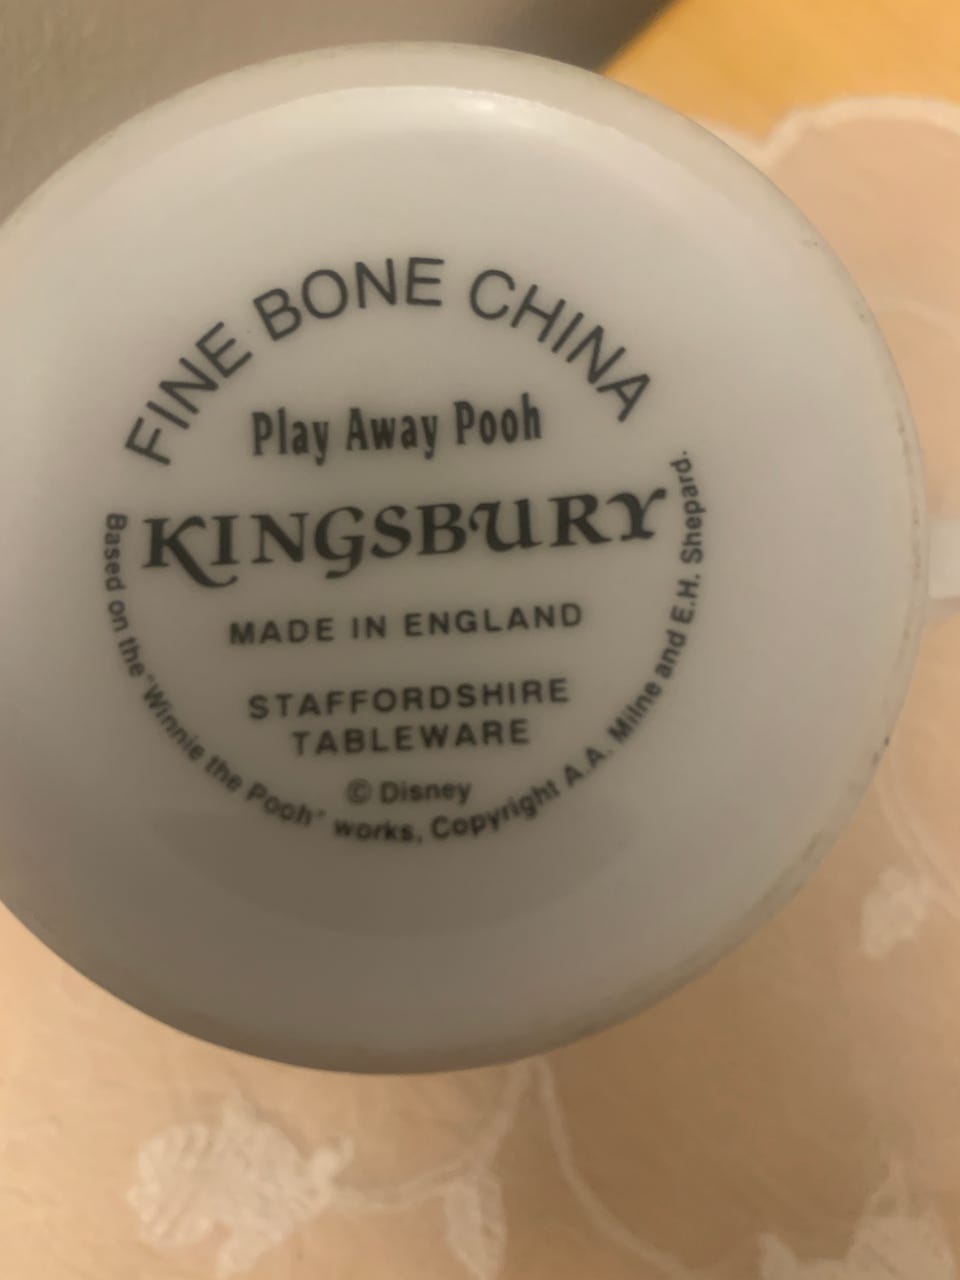 FINE BONE CHINA
Play Away Pooh
KINGSBURY
MADE IN ENGLAND
STAFFORDSHIRE
TABLEWARE
© Disney
Based on the "Winnie the Pooh" works, Copyright A.A. Milne and E.H. Shepard.